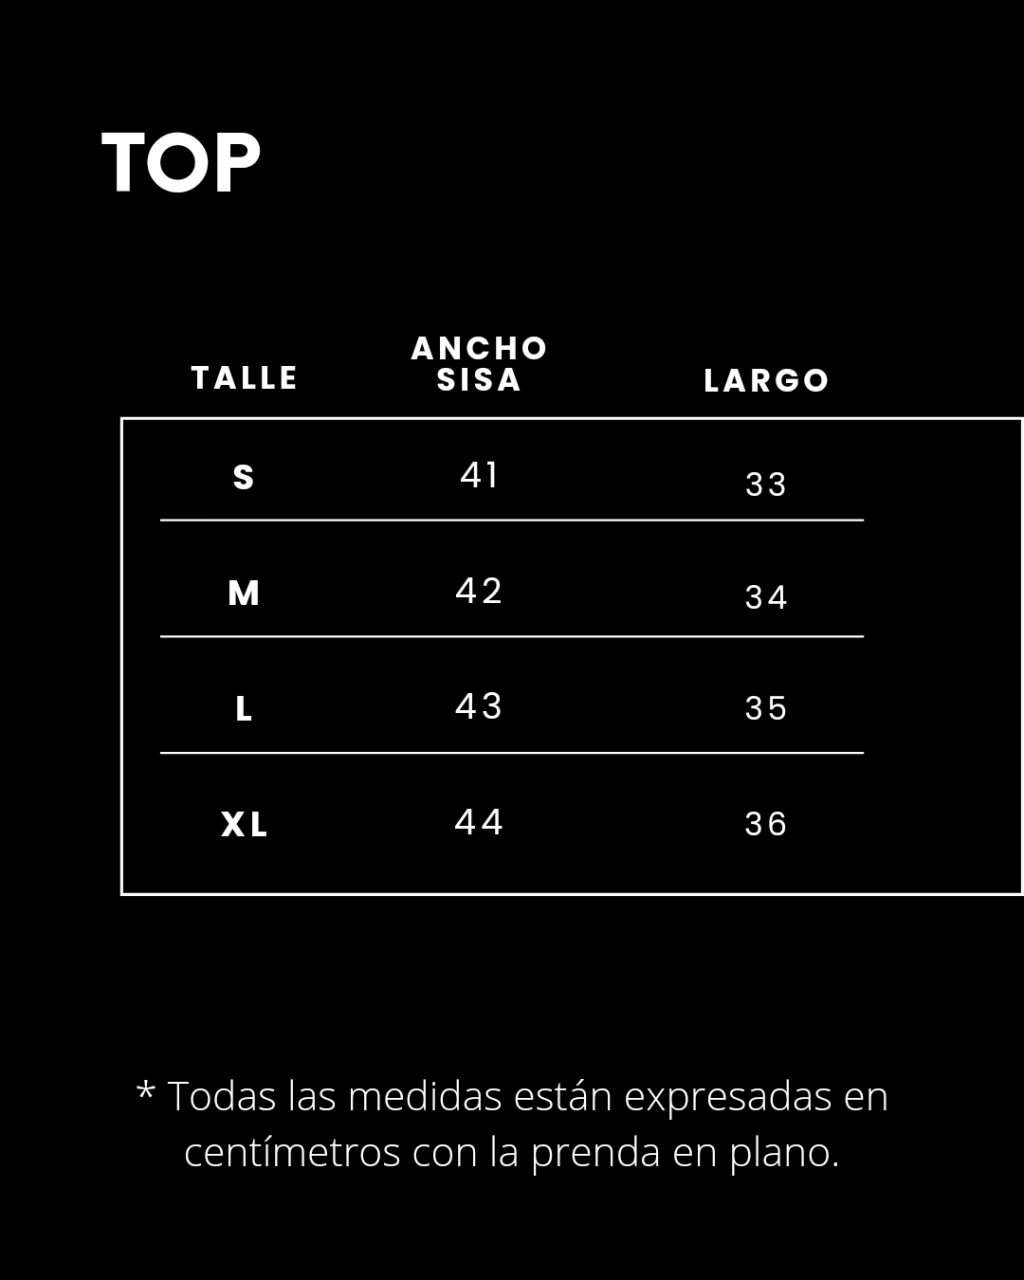 TOP
TALLE ANCHO SISA LARGO
S 41 33
M 42 34
L 43 35
XL 44 36
* Todas las medidas están expresadas en
centímetros con la prenda en plano.